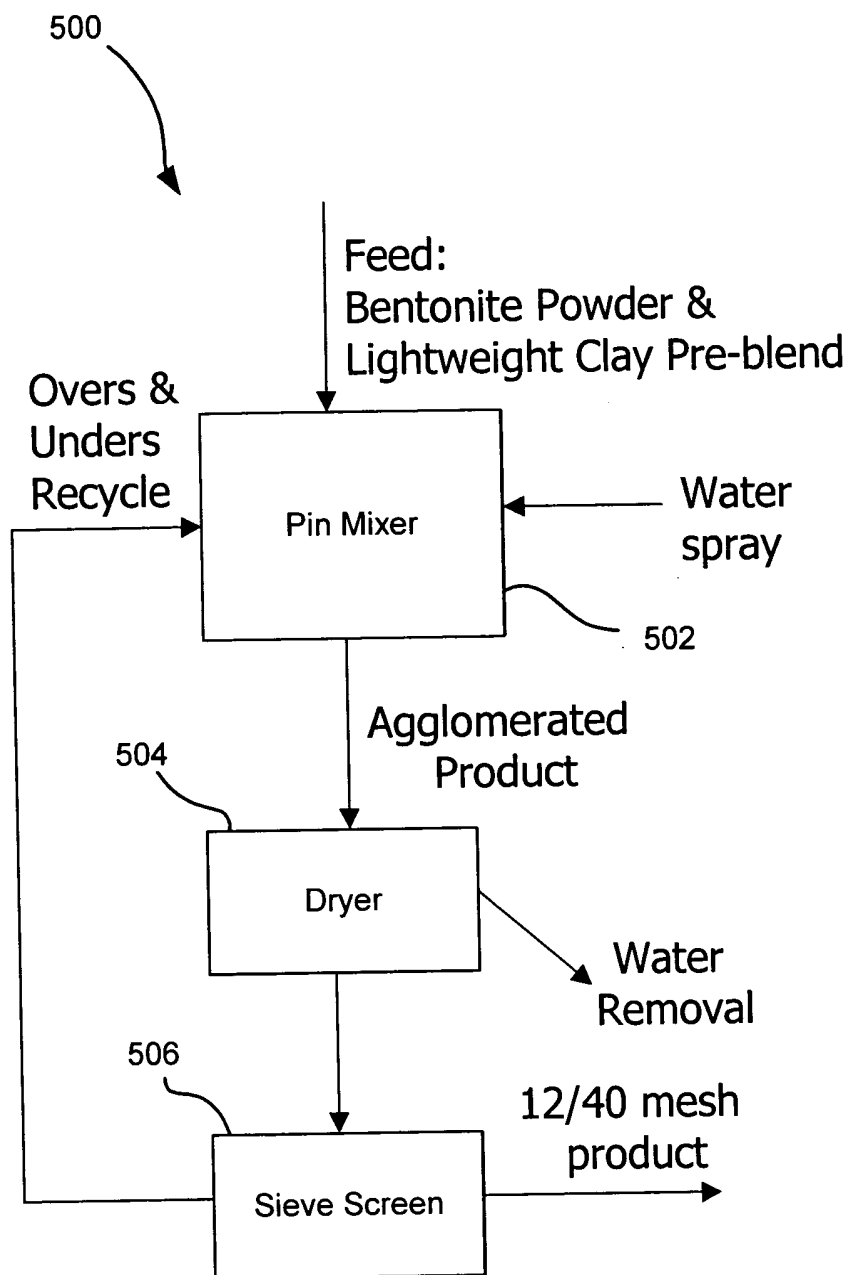 500
Feed:
Bentonite Powder &
Lightweight Clay Pre-blend
Overs &
Unders
Recycle
Pin Mixer
Water
spray
502
Agglomerated
Product
504
Dryer
Water
Removal
506
12/40 mesh
product
Sieve Screen